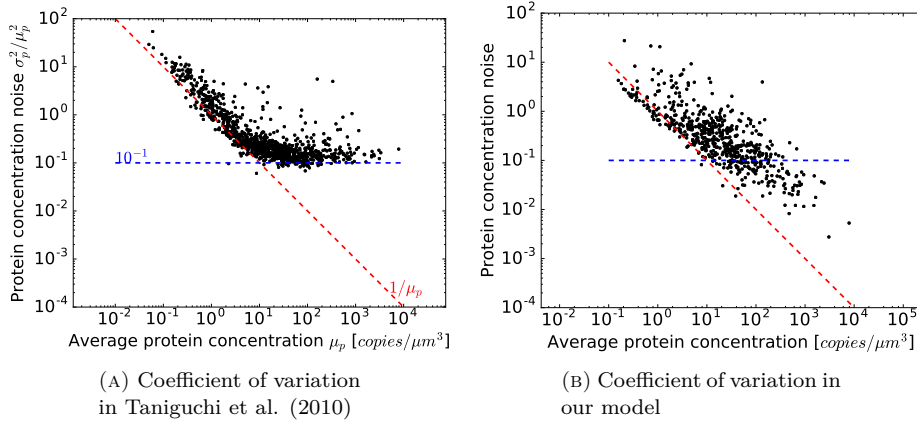 Protein concentration noise σ_p^2/μ_p^2
10^2
10^1
10^0
10^-1
10^-2
10^-3
10^-4
10^-1
1/μ_p
10^-2 10^-1 10^0 10^1 10^2 10^3 10^4
Average protein concentration μ_p [copies/μm^3]
(A) Coefficient of variation
in Taniguchi et al. (2010)
Protein concentration noise
10^2
10^1
10^0
10^-1
10^-2
10^-3
10^-4
10^-2 10^-1 10^0 10^1 10^2 10^3 10^4 10^5
Average protein concentration [copies/μm^3]
(B) Coefficient of variation in
our model